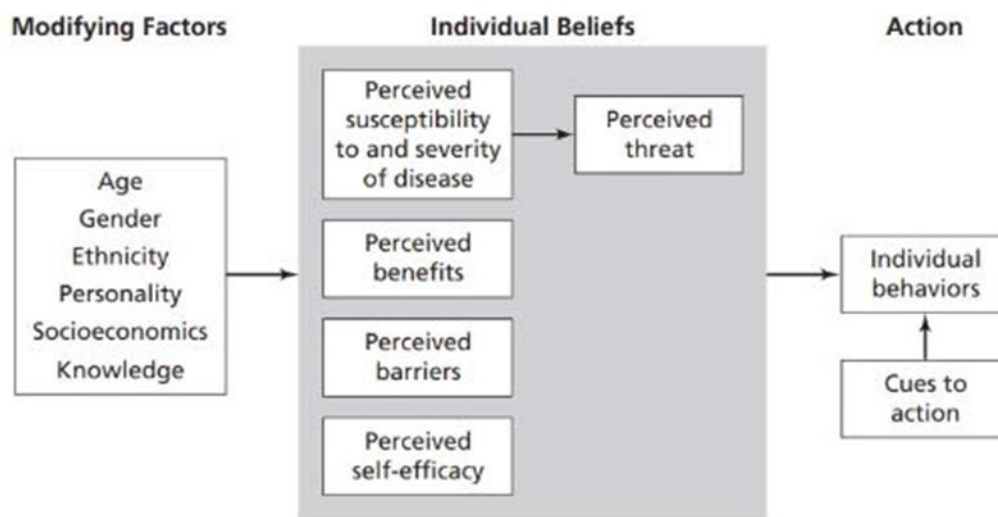 Modifying Factors
Individual Beliefs
Action
Age
Gender
Ethnicity
Personality
Socioeconomics
Knowledge
Perceived
susceptibility
to and severity
of disease
Perceived
threat
Perceived
benefits
Perceived
barriers
Perceived
self-efficacy
Individual
behaviors
Cues to
action